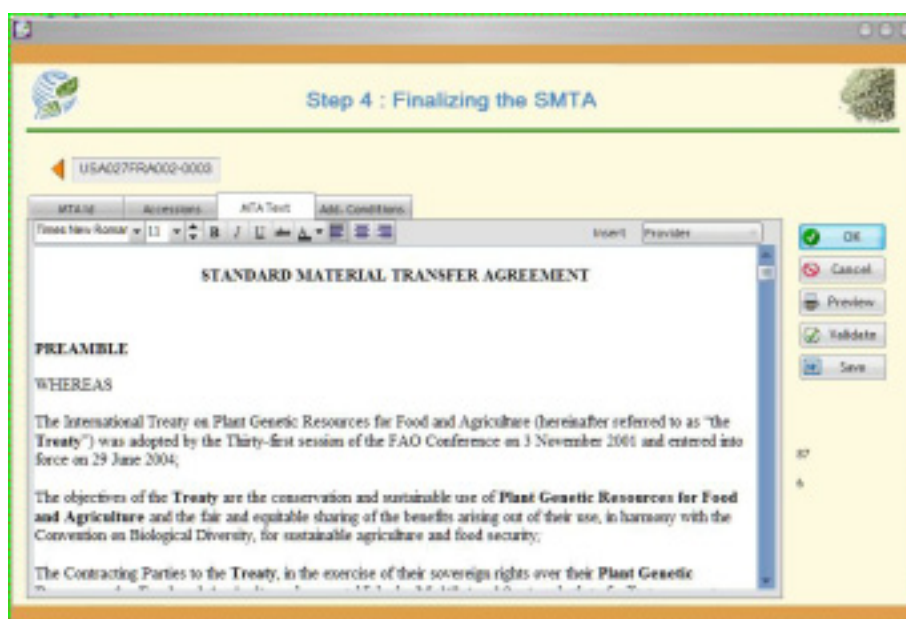 Step 4 : Finalizing the SMTA
USA027FRA002-0003
MTA Id Accessions MTA Text Add. Conditions
Times New Roman 11 B I U abc A Insert Provider
STANDARD MATERIAL TRANSFER AGREEMENT
OK
Cancel
Preview
PREAMBLE
Validate
Save
WHEREAS
The International Treaty on Plant Genetic Resources for Food and Agriculture (hereinafter referred to as “the
Treaty”) was adopted by the Thirty-first session of the FAO Conference on 3 November 2001 and entered into
force on 29 June 2004;
87
6
The objectives of the Treaty are the conservation and sustainable use of Plant Genetic Resources for Food
and Agriculture and the fair and equitable sharing of the benefits arising out of their use, in harmony with the
Convention on Biological Diversity, for sustainable agriculture and food security;
The Contracting Parties to the Treaty, in the exercise of their sovereign rights over their Plant Genetic